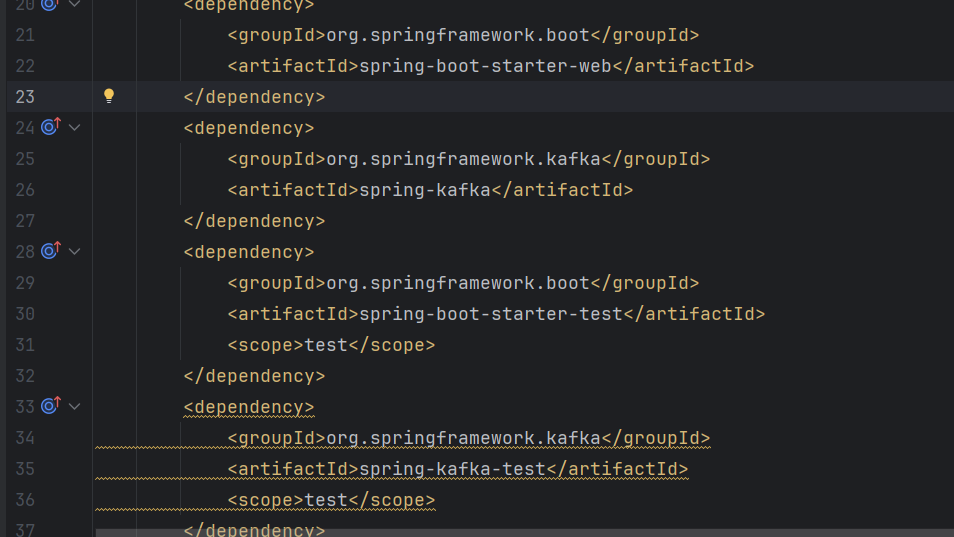 20 <dependency>
21 <groupId>org.springframework.boot</groupId>
22 <artifactId>spring-boot-starter-web</artifactId>
23 </dependency>
24 <dependency>
25 <groupId>org.springframework.kafka</groupId>
26 <artifactId>spring-kafka</artifactId>
27 </dependency>
28 <dependency>
29 <groupId>org.springframework.boot</groupId>
30 <artifactId>spring-boot-starter-test</artifactId>
31 <scope>test</scope>
32 </dependency>
33 <dependency>
34 <groupId>org.springframework.kafka</groupId>
35 <artifactId>spring-kafka-test</artifactId>
36 <scope>test</scope>
37 </dependency>